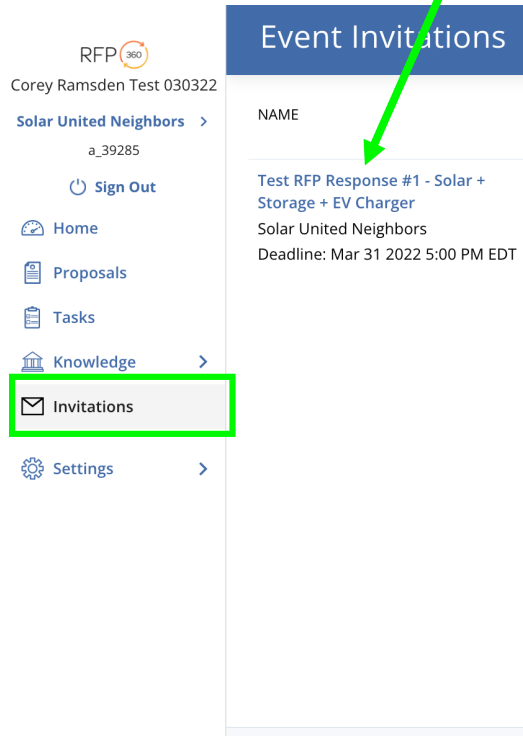 RFP 360
Corey Ramsden Test 030322
Solar United Neighbors
a_39285
Sign Out
Home
Proposals
Tasks
Knowledge
Invitations
Settings
Event Invitations
NAME
Test RFP Response #1 - Solar +
Storage + EV Charger
Solar United Neighbors
Deadline: Mar 31 2022 5:00 PM EDT